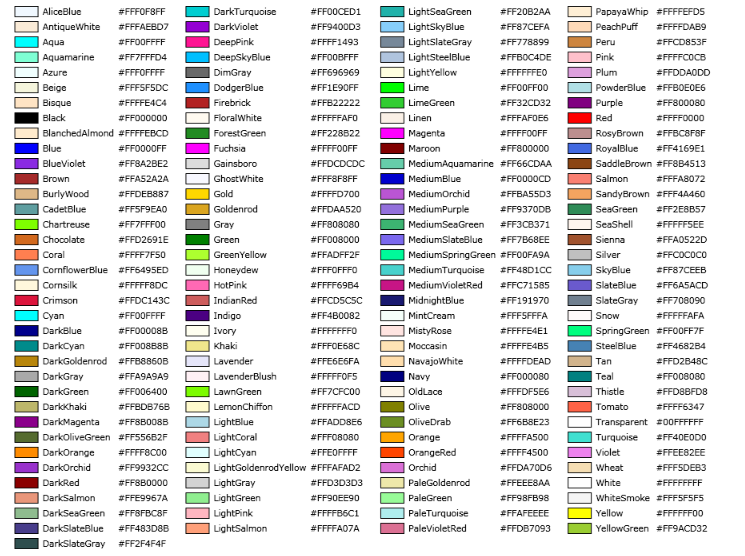 AliceBlue #FFF0F8FF
AntiqueWhite #FFFAEBD7
Aqua #FF00FFFF
Aquamarine #FF7FFFD4
Azure #FFF0FFFF
Beige #FFF5F5DC
Bisque #FFFFE4C4
Black #FF000000
BlanchedAlmond #FFFFEBCD
Blue #FF0000FF
BlueViolet #FF8A2BE2
Brown #FFA52A2A
BurlyWood #FFDEB887
CadetBlue #FF5F9EA0
Chartreuse #FF7FFF00
Chocolate #FFD2691E
Coral #FFFF7F50
CornflowerBlue #FF6495ED
Cornsilk #FFFFF8DC
Crimson #FFDC143C
Cyan #FF00FFFF
DarkBlue #FF00008B
DarkCyan #FF008B8B
DarkGoldenrod #FFB8860B
DarkGray #FFA9A9A9
DarkGreen #FF006400
DarkKhaki #FFBDB76B
DarkMagenta #FF8B008B
DarkOliveGreen #FF556B2F
DarkOrange #FFFF8C00
DarkOrchid #FF9932CC
DarkRed #FF8B0000
DarkSalmon #FFE9967A
DarkSeaGreen #FF8FBC8F
DarkSlateBlue #FF483D8B
DarkSlateGray #FF2F4F4F
DarkTurquoise #FF00CED1
DarkViolet #FF9400D3
DeepPink #FFFF1493
DeepSkyBlue #FF00BFFF
DimGray #FF696969
DodgerBlue #FF1E90FF
Firebrick #FFB22222
FloralWhite #FFFFFAF0
ForestGreen #FF228B22
Fuchsia #FFFF00FF
Gainsboro #FFDCDCDC
GhostWhite #FFF8F8FF
Gold #FFFFD700
Goldenrod #FFDAA520
Gray #FF808080
Green #FF008000
GreenYellow #FFADFF2F
Honeydew #FFF0FFF0
HotPink #FFFF69B4
IndianRed #FFCD5C5C
Indigo #FF4B0082
Ivory #FFFFFFF0
Khaki #FFF0E68C
Lavender #FFE6E6FA
LavenderBlush #FFFFF0F5
LawnGreen #FF7CFC00
LemonChiffon #FFFFFACD
LightBlue #FFADD8E6
LightCoral #FFF08080
LightCyan #FFE0FFFF
LightGoldenrodYellow #FFFAFAD2
LightGray #FFD3D3D3
LightGreen #FF90EE90
LightPink #FFFFB6C1
LightSalmon #FFFFA07A
LightSeaGreen #FF20B2AA
LightSkyBlue #FF87CEFA
LightSlateGray #FF778899
LightSteelBlue #FFB0C4DE
LightYellow #FFFFFFE0
Lime #FF00FF00
LimeGreen #FF32CD32
Linen #FFFAF0E6
Magenta #FFFF00FF
Maroon #FF800000
MediumAquamarine #FF66CDAA
MediumBlue #FF0000CD
MediumOrchid #FFBA55D3
MediumPurple #FF9370DB
MediumSeaGreen #FF3CB371
MediumSlateBlue #FF7B68EE
MediumSpringGreen #FF00FA9A
MediumTurquoise #FF48D1CC
MediumVioletRed #FFC71585
MidnightBlue #FF191970
MintCream #FFF5FFFA
MistyRose #FFFFE4E1
Moccasin #FFFFE4B5
NavajoWhite #FFFFDEAD
Navy #FF000080
OldLace #FFFDF5E6
Olive #FF808000
OliveDrab #FF6B8E23
Orange #FFFFA500
OrangeRed #FFFF4500
Orchid #FFDA70D6
PaleGoldenrod #FFEEE8AA
PaleGreen #FF98FB98
PaleTurquoise #FFAFEEEE
PaleVioletRed #FFDB7093
PapayaWhip #FFFFEFD5
PeachPuff #FFFFDAB9
Peru #FFCD853F
Pink #FFFFC0CB
Plum #FFDDA0DD
PowderBlue #FFB0E0E6
Purple #FF800080
Red #FFFF0000
RosyBrown #FFBC8F8F
RoyalBlue #FF4169E1
SaddleBrown #FF8B4513
Salmon #FFFA8072
SandyBrown #FFF4A460
SeaGreen #FF2E8B57
SeaShell #FFFFF5EE
Sienna #FFA0522D
Silver #FFC0C0C0
SkyBlue #FF87CEEB
SlateBlue #FF6A5ACD
SlateGray #FF708090
Snow #FFFFFAFA
SpringGreen #FF00FF7F
SteelBlue #FF4682B4
Tan #FFD2B48C
Teal #FF008080
Thistle #FFD8BFD8
Tomato #FFFF6347
Transparent #00FFFFFF
Turquoise #FF40E0D0
Violet #FFEE82EE
Wheat #FFF5DEB3
White #FFFFFFFF
WhiteSmoke #FFF5F5F5
Yellow #FFFFFF00
YellowGreen #FF9ACD32